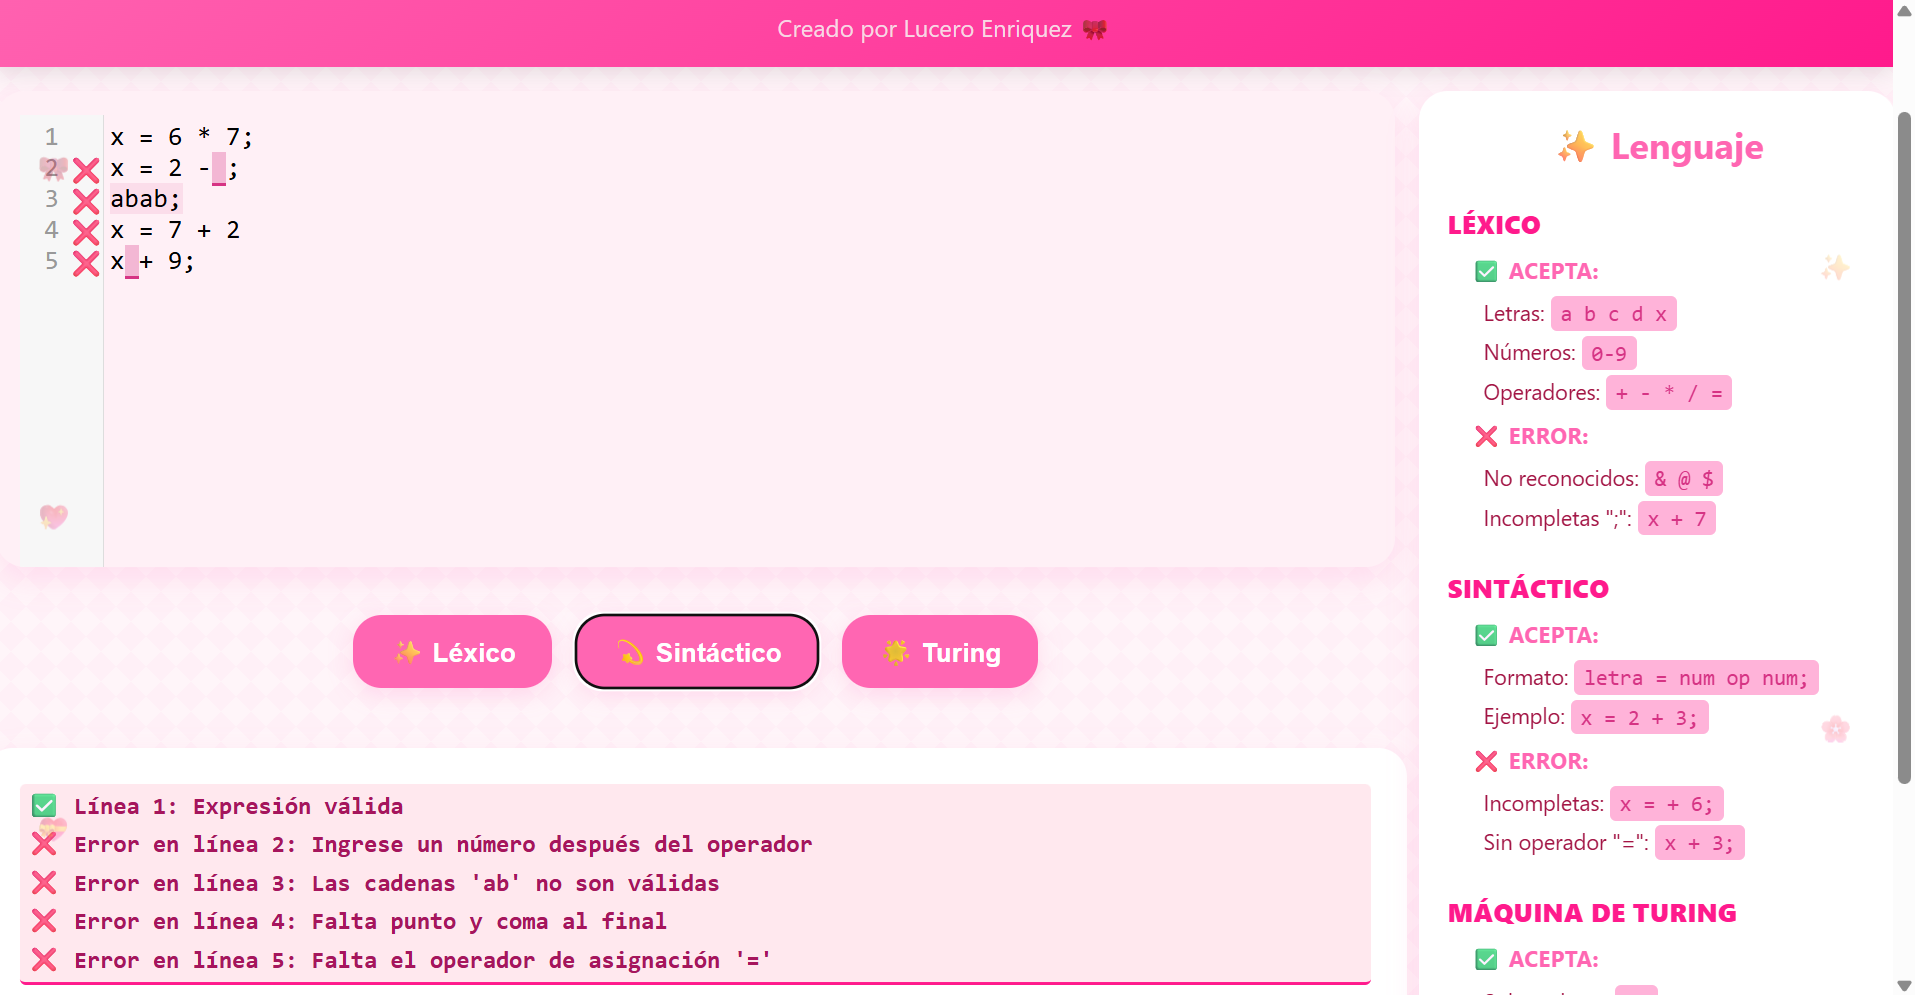 Creado por Lucero Enriquez 🎀
1 x = 6 * 7;
2 ❌ x = 2 - ;
3 ❌ abab;
4 ❌ x = 7 + 2
5 ❌ x + 9;
✨ Léxico
💫 Sintáctico
🌟 Turing
✅ Línea 1: Expresión válida
❌ Error en línea 2: Ingrese un número después del operador
❌ Error en línea 3: Las cadenas 'ab' no son válidas
❌ Error en línea 4: Falta punto y coma al final
❌ Error en línea 5: Falta el operador de asignación '='
✨ Lenguaje
LÉXICO
✅ ACEPTA:
Letras: a b c d x
Números: 0-9
Operadores: + - * / =
❌ ERROR:
No reconocidos: & @ $
Incompletas ";": x + 7
SINTÁCTICO
✅ ACEPTA:
Formato: letra = num op num;
Ejemplo: x = 2 + 3;
❌ ERROR:
Incompletas: x = + 6;
Sin operador "=": x + 3;
MÁQUINA DE TURING
✅ ACEPTA: